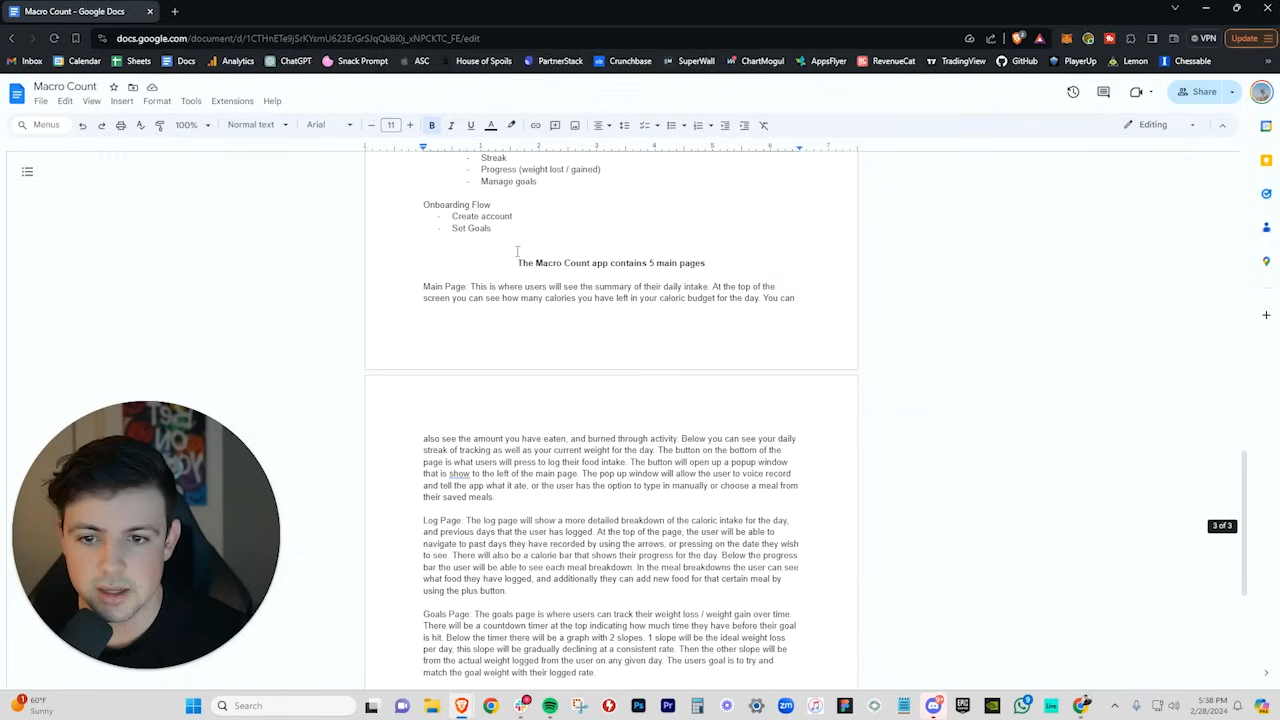 Macro Count - Google Docs
docs.google.com/document/d/1CTHnETe9jSrKYsmU623ErGrSJqQkBi0j_xNPCKTC_FE/edit
VPN
Update
Inbox
Calendar
Sheets
Docs
Analytics
ChatGPT
Snack Prompt
ASC
House of Spoils
PartnerStack
Crunchbase
SuperWall
ChartMogul
AppsFlyer
RevenueCat
TradingView
GitHub
PlayerUp
Lemon
1inbox
Macro Count
File Edit View Insert Format Tools Extensions Help
Share
Menus
100%
Normal text
Arial
11
B I U A
Editing
1 1 2 3 4 5 6 7
- Streak
- Progress (weight lost / gained)
- Manage goals
Onboarding Flow
- Create account
- Set Goals
The Macro Count app contains 5 main pages
Main Page: This is where users will see the summary of their daily intake. At the top of the
screen you can see how many calories you have left in your caloric budget for the day. You can
also see the amount you have eaten, and burned through activity. Below you can see your daily
streak of tracking as well as your current weight for the day. The button on the bottom of the
page is what users will press to log their food intake. The button will open up a popup window
that is show to the left of the main page. The pop up window will allow the user to voice record
and tell the app what it ate, or the user has the option to type in manually or choose a meal from
their saved meals.
3 of 3
Log Page: The log page will show a more detailed breakdown of the caloric intake for the day,
and previous days that the user has logged. At the top of the page, the user will be able to
navigate to past days they have recorded by using the arrows, or pressing on the date they wish
to see. There will also be a calorie bar that shows their progress for the day. Below the progress
bar the user will be able to see each meal breakdown. In the meal breakdowns the user can see
what food they have logged, and additionally they can add new food for that certain meal by
using the plus button.
Goals Page: The goals page is where users can track their weight loss / weight gain over time.
There will be a countdown timer at the top indicating how much time they have before their goal
is hit. Below the timer there will be a graph with 2 slopes. 1 slope will be the ideal weight loss
per day, this slope will be gradually declining at a consistent rate. Then the other slope will be
from the actual weight logged from the user on any given day. The users goal is to try and
match the goal weight with their logged rate.
60°F
Sunny
Search
5:38 PM
2/28/2024